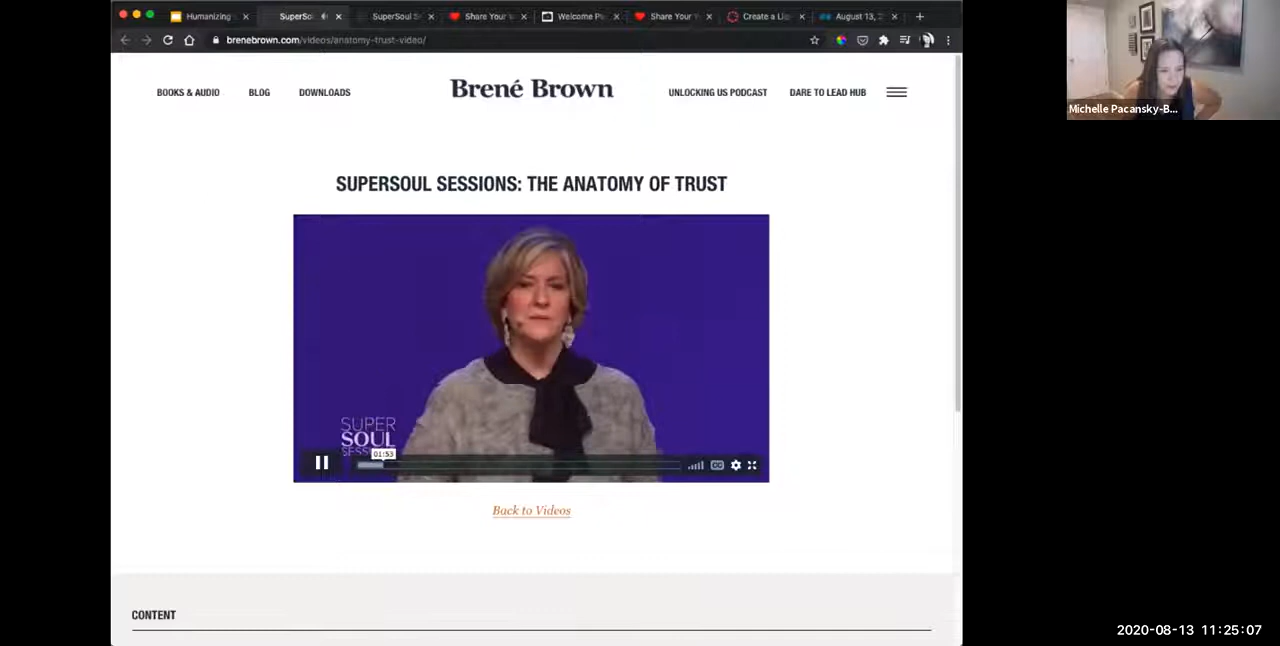 Humanizing
SuperSo
SuperSoul S
Share Your
Welcome P
Share Your
Create a Li
August 13, 2
brenebrown.com/videos/anatomy-trust-video/
BOOKS & AUDIO
BLOG
DOWNLOADS
Brené Brown
UNLOCKING US PODCAST
DARE TO LEAD HUB
SUPERSOUL SESSIONS: THE ANATOMY OF TRUST
SUPER
SOUL
01:53
CC
Back to Videos
CONTENT
Michelle Pacansky-B...
2020-08-13 11:25:07